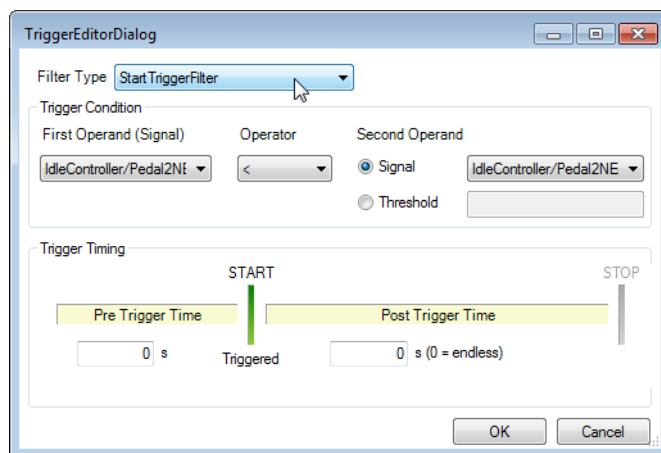 TriggerEditorDialog
Filter Type StartTriggerFilter
Trigger Condition
First Operand (Signal) Operator Second Operand
IdleController/Pedal2NE < Signal IdleController/Pedal2NE
Threshold
Trigger Timing
START STOP
Pre Trigger Time Post Trigger Time
0 s Triggered 0 s (0 = endless)
OK Cancel